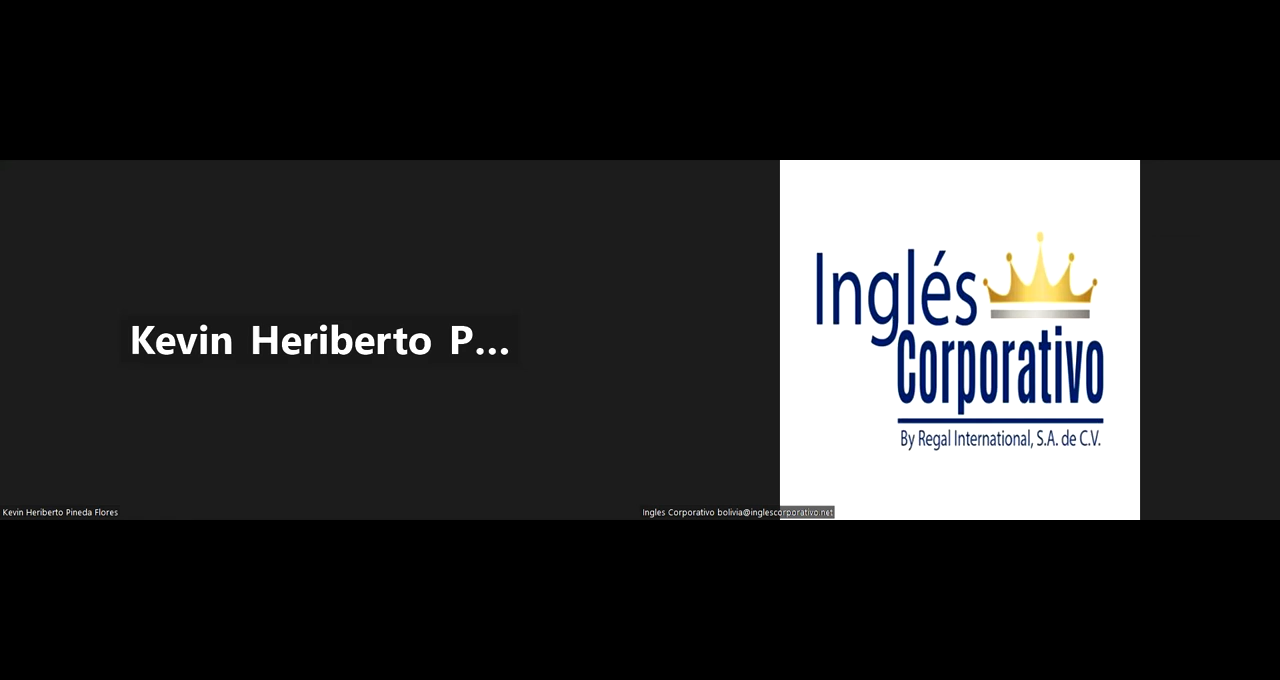 Kevin Heriberto P...
Kevin Heriberto Pineda Flores
Inglés
Corporativo
By Regal International, S.A. de C.V.
Ingles Corporativo bolivia@inglescorporativo.net